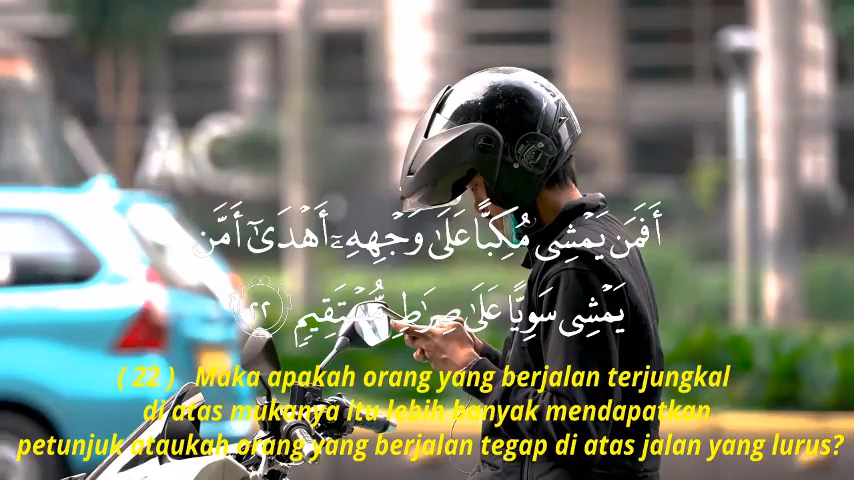 أَفَمَن يَمْشِى مُكِبًّا عَلَىٰ وَجْهِهِۦٓ أَهْدَىٰٓ أَمَّن
يَمْشِى سَوِيًّا عَلَىٰ صِرَٰطٍ مُّسْتَقِيمٍ ٢٢
( 22 ) Maka apakah orang yang berjalan terjungkal
di atas mukanya itu lebih banyak mendapatkan
petunjuk ataukah orang yang berjalan tegap di atas jalan yang lurus?